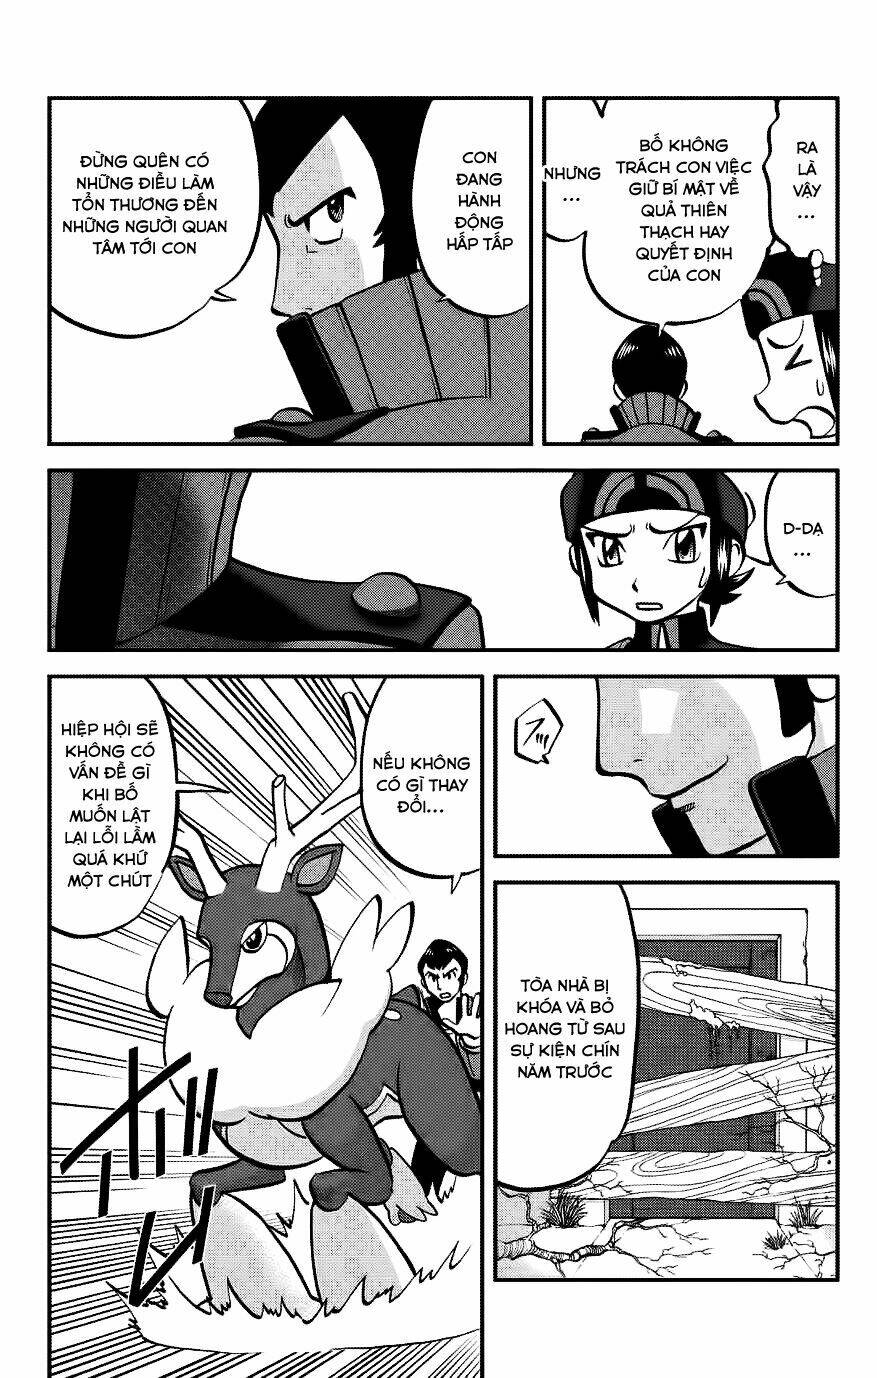 RA
LÀ
VẬY
...
BỐ KHÔNG
TRÁCH CON VIỆC
GIỮ BÍ MẬT VỀ
QUẢ THIÊN
THẠCH HAY
QUYẾT ĐỊNH
CỦA CON
NHƯNG
...
CON
ĐANG
HÀNH
ĐỘNG
HẤP TẤP
ĐỪNG QUÊN CÓ
NHỮNG ĐIỀU LÀM
TỔN THƯƠNG ĐẾN
NHỮNG NGƯỜI QUAN
TÂM TỚI CON
D-DẠ
...
TÒA NHÀ BỊ
KHÓA VÀ BỎ
HOANG TỪ SAU
SỰ KIỆN CHÍN
NĂM TRƯỚC
NẾU KHÔNG
CÓ GÌ THAY
ĐỔI...
HIỆP HỘI SẼ
KHÔNG CÓ
VẤN ĐỀ GÌ
KHI BỐ
MUỐN LẬT
LẠI LỖI LẦM
QUÁ KHỨ
MỘT CHÚT